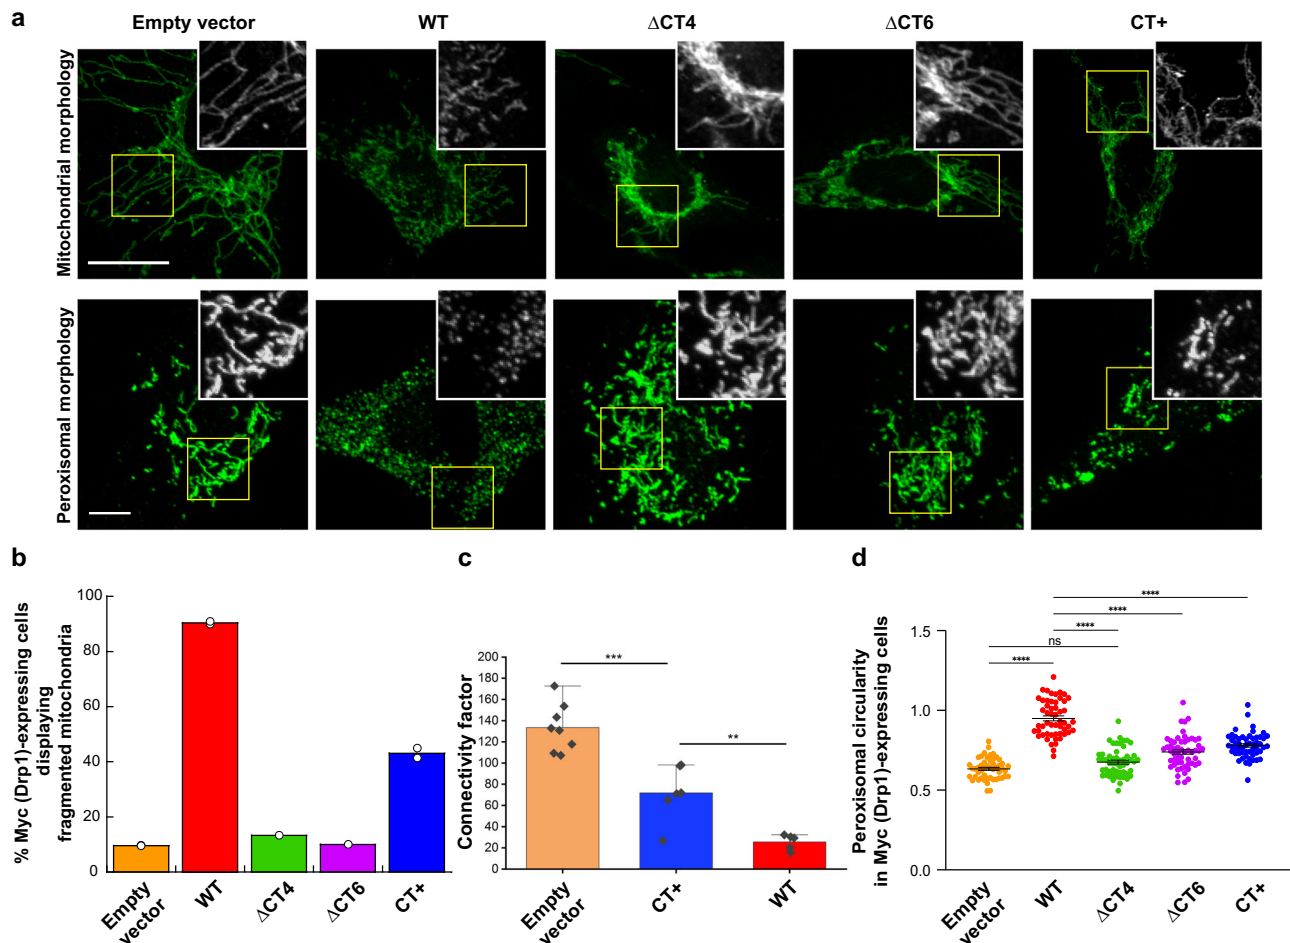 a
Empty vector
WT
ΔCT4
ΔCT6
CT+
Mitochondrial morphology
Peroxisomal morphology
b
% Myc (Drp1)-expressing cells
displaying
fragmented mitochondria
100
80
60
40
20
0
Empty
vector
WT
ΔCT4
ΔCT6
CT+
c
Connectivity factor
200
180
160
140
120
100
80
60
40
20
0
***
**
Empty
vector
CT+
WT
d
Peroxisomal circularity
in Myc (Drp1)-expressing cells
1.5
1.0
0.5
0.0
****
****
****
ns
****
Empty
vector
WT
ΔCT4
ΔCT6
CT+